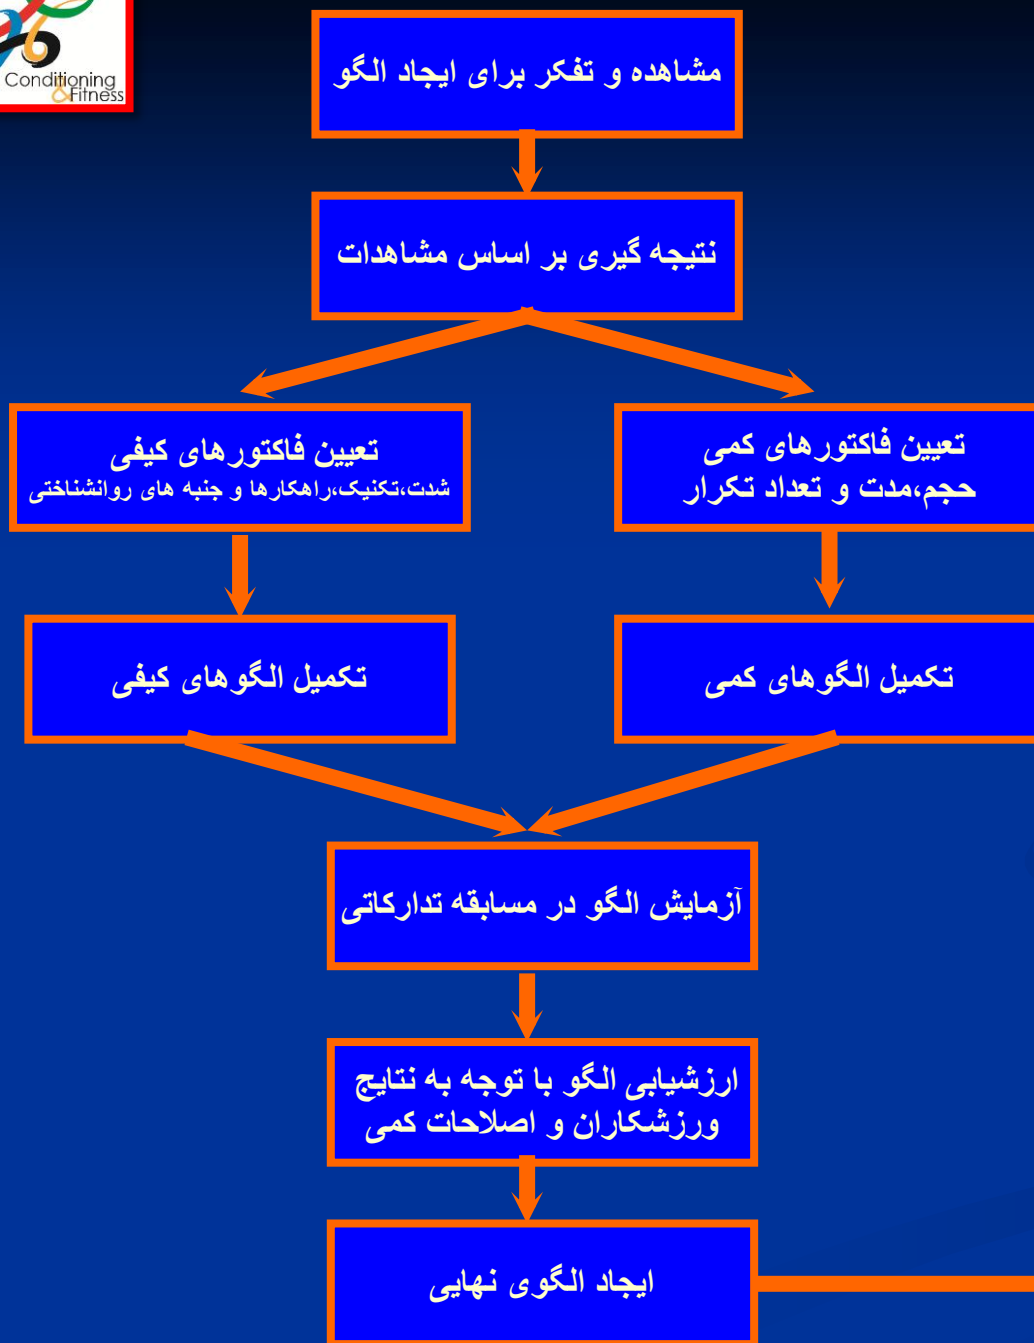 Conditioning
&Fitness
مشاهده و تفکر برای ایجاد الگو
نتیجه گیری بر اساس مشاهدات
تعیین فاکتورهای کمی
حجم،مدت و تعداد تکرار
تعیین فاکتورهای کیفی
شدت،تکنیک،راهکارها و جنبه های روانشناختی
تکمیل الگوهای کمی
تکمیل الگوهای کیفی
آزمایش الگو در مسابقه تدارکاتی
ارزشیابی الگو با توجه به نتایج
ورزشکاران و اصلاحات کمی
ایجاد الگوی نهایی